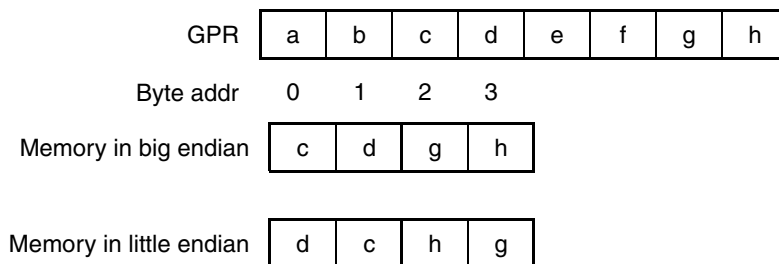 GPR a b c d e f g h
Byte addr 0 1 2 3
Memory in big endian c d g h
Memory in little endian d c h g